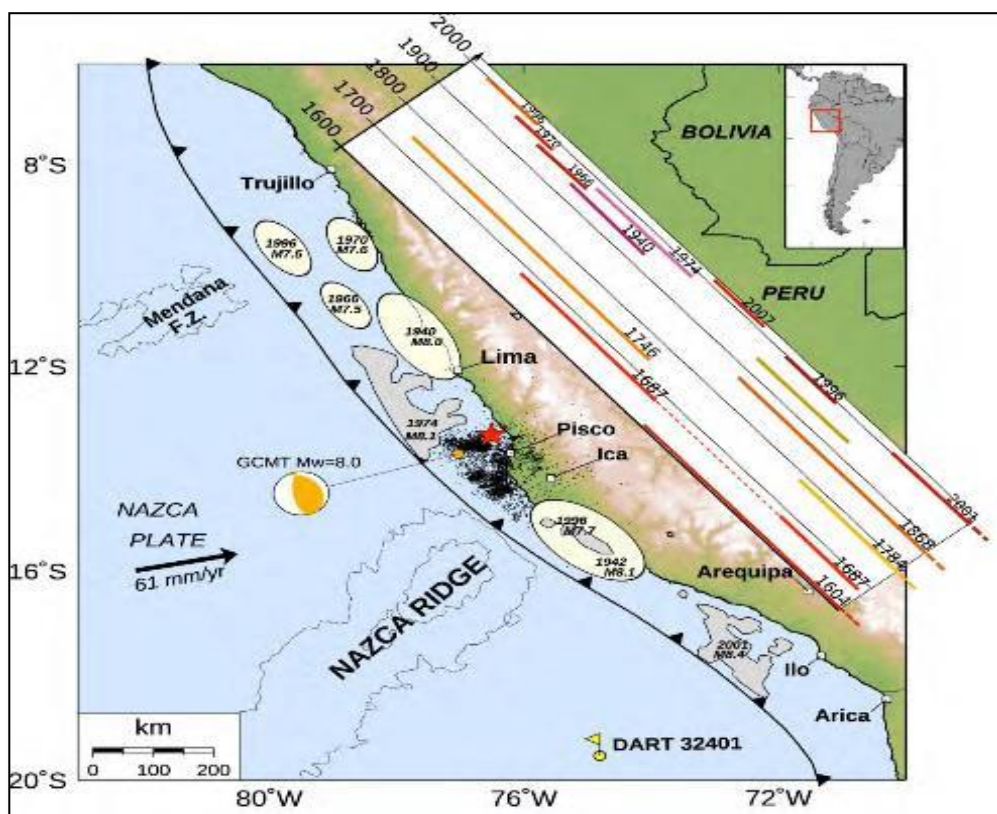 2000
1900
1800
1700
1600
BOLIVIA
PERU
8°S
12°S
16°S
20°S
80°W
76°W
72°W
Trujillo
1996
M7.5
1970
M7.6
1966
M7.5
1940
M8.0
1974
M8.1
Mendana
F.Z.
Lima
Pisco
Ica
GCMT Mw=8.0
NAZCA
PLATE
61 mm/yr
NAZCA RIDGE
1996
M7.7
1942
M8.1
Arequipa
2001
M8.4
Ilo
Arica
DART 32401
km
0 100 200
1996
1970
1966
1940
1974
2007
1746
1687
1996
2001
1868
1784
1687
1604